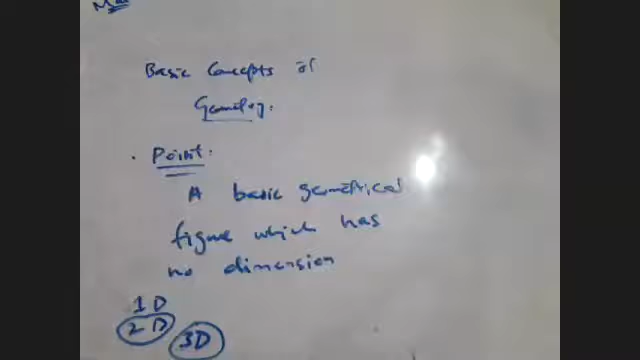 Basic Concepts of
Geometry.
• Point:
A basic geometrical
figure which has
no dimension
1D
2D
3D